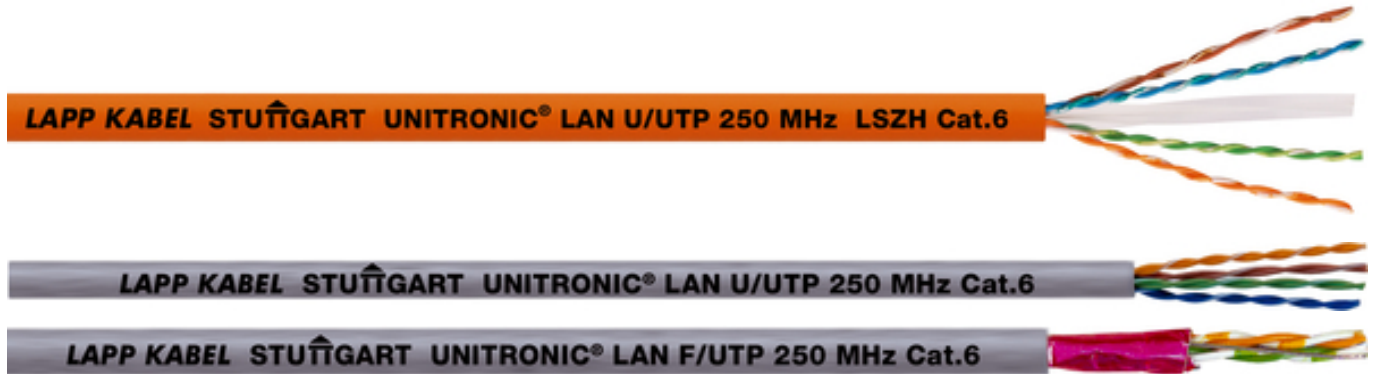 LAPP KABEL STUTTGART UNITRONIC® LAN U/UTP 250 MHz LSZH Cat.6
LAPP KABEL STUTTGART UNITRONIC® LAN U/UTP 250 MHz Cat.6
LAPP KABEL STUTTGART UNITRONIC® LAN F/UTP 250 MHz Cat.6